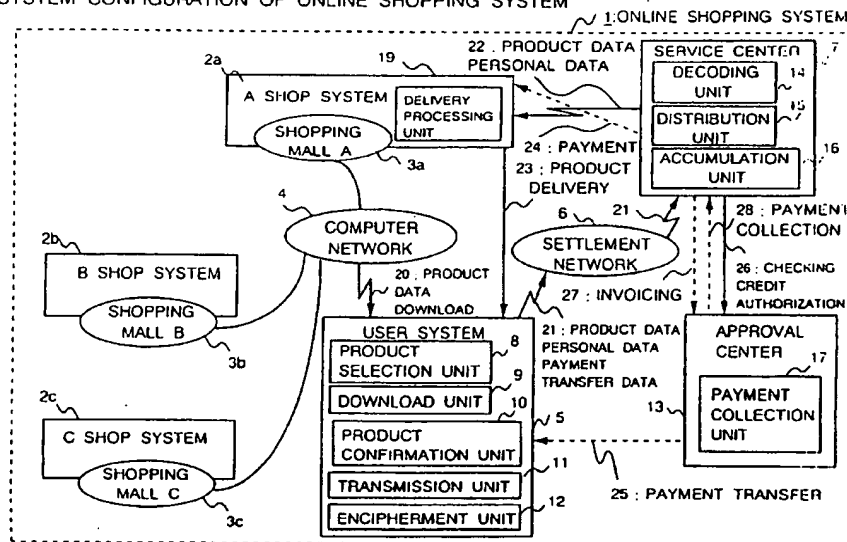 SYSTEM CONFIGURATION OF ONLINE SHOPPING SYSTEM
1:ONLINE SHOPPING SYSTEM
2a
19
A SHOP SYSTEM
DELIVERY
PROCESSING
UNIT
SHOPPING
MALL A
3a
22 : PRODUCT DATA
PERSONAL DATA
SERVICE CENTER
7
DECODING
UNIT
14
DISTRIBUTION
UNIT
15
ACCUMULATION
UNIT
16
24 : PAYMENT
23 : PRODUCT
DELIVERY
4
COMPUTER
NETWORK
6
SETTLEMENT
NETWORK
21
28 : PAYMENT
COLLECTION
26 : CHECKING
CREDIT
AUTHORIZATION
27 : INVOICING
2b
B SHOP SYSTEM
SHOPPING
MALL B
3b
20 : PRODUCT
DATA
DOWNLOAD
USER SYSTEM
PRODUCT
SELECTION UNIT
8
9
DOWNLOAD UNIT
10
5
PRODUCT
CONFIRMATION UNIT
11
TRANSMISSION UNIT
12
ENCIPHERMENT UNIT
21 : PRODUCT DATA
PERSONAL DATA
PAYMENT
TRANSFER DATA
APPROVAL
CENTER
17
13
PAYMENT
COLLECTION
UNIT
25 : PAYMENT TRANSFER
2c
C SHOP SYSTEM
SHOPPING
MALL C
3c